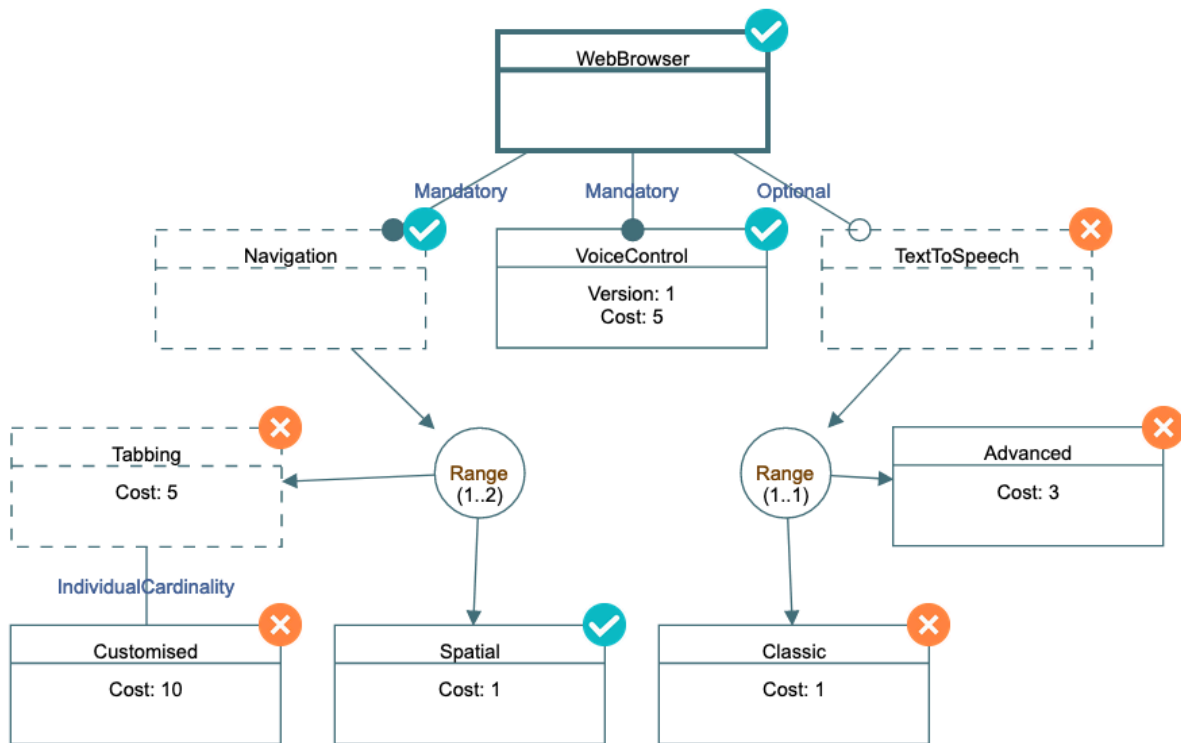 WebBrowser
Mandatory
Mandatory
Optional
Navigation
VoiceControl
Version: 1
Cost: 5
TextToSpeech
Tabbing
Cost: 5
Range
(1..2)
Range
(1..1)
Advanced
Cost: 3
IndividualCardinality
Customised
Cost: 10
Spatial
Cost: 1
Classic
Cost: 1